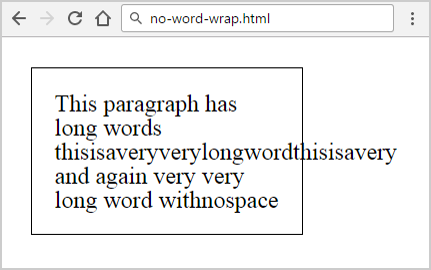 no-word-wrap.html
This paragraph has
long words
thisisaveryverylongwordthisisavery
and again very very
long word withnospace